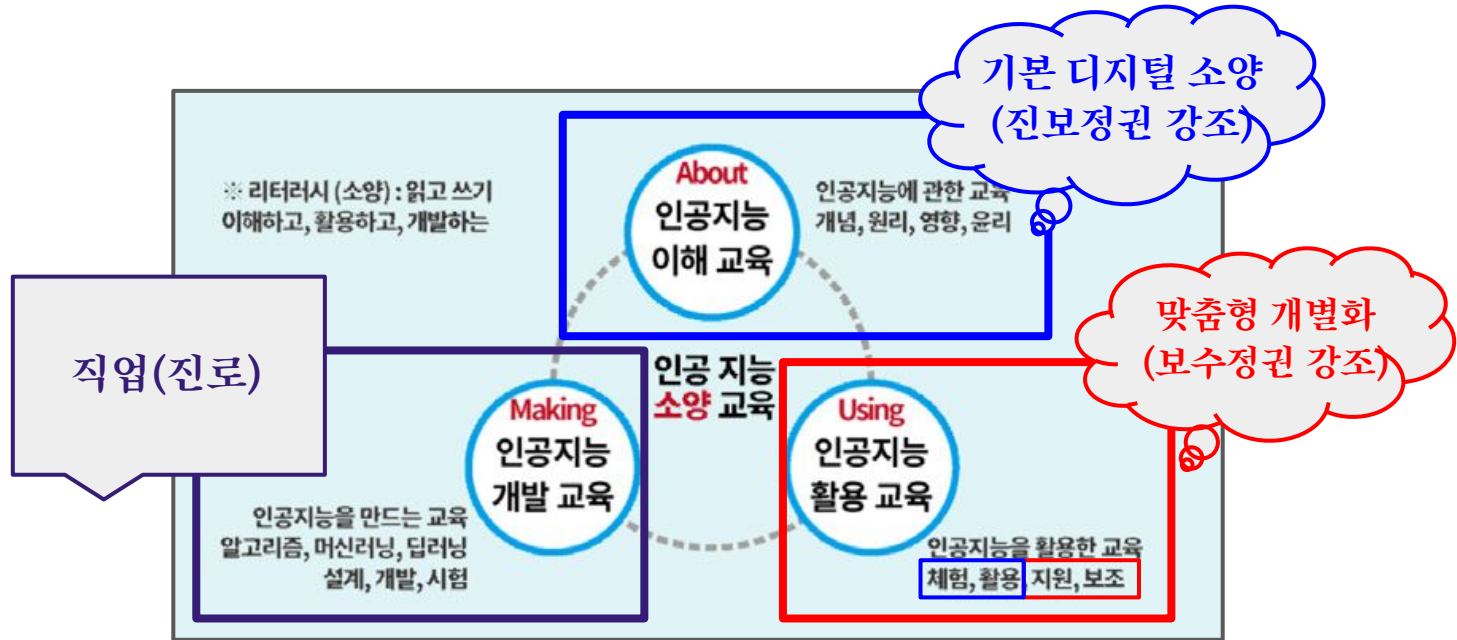 기본 디지털 소양
(진보정권 강조)
※ 리터러시 (소양) : 읽고 쓰기
이해하고, 활용하고, 개발하는
About
인공지능
이해 교육
인공지능에 관한 교육
개념, 원리, 영향, 윤리
직업(진로)
맞춤형 개별화
(보수정권 강조)
인공 지능
소양 교육
Making
인공지능
개발 교육
인공지능을 만드는 교육
알고리즘, 머신러닝, 딥러닝
설계, 개발, 시험
Using
인공지능
활용 교육
인공지능을 활용한 교육
체험, 활용, 지원, 보조